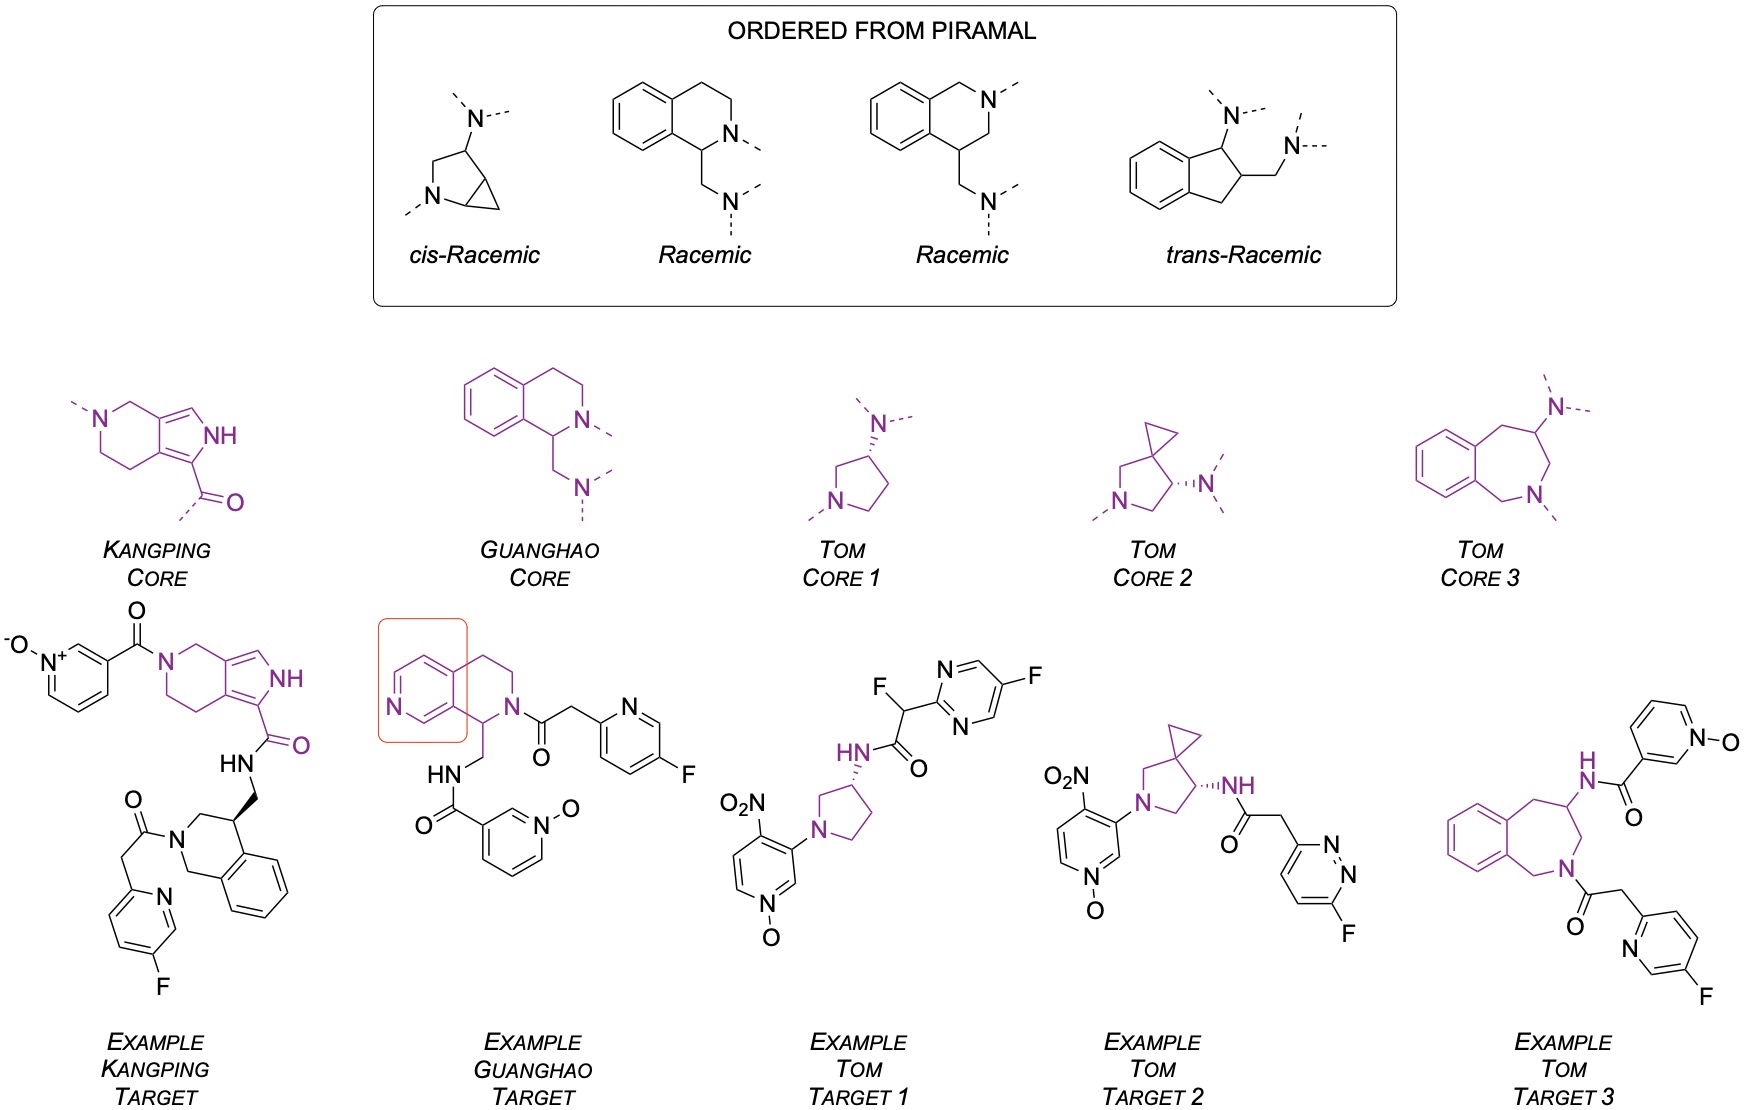 ORDERED FROM PIRAMAL
N
N
N
N
N
N
N
N
cis-Racemic
Racemic
Racemic
trans-Racemic
N
NH
O
N
N
N
N
N
N
N
N
KANGPING
CORE
GUANGHAO
CORE
TOM
CORE 1
TOM
CORE 2
TOM
CORE 3
O
-O
N+
N
NH
O
HN
O
N
N
F
N
N
O
N
F
HN
O
N
O
F
N
N
F
HN
O
O2N
N
N
O
O2N
N
NH
O
N
N
F
N
O
N
O
H
N
O
N
O
N
F
EXAMPLE
KANGPING
TARGET
EXAMPLE
GUANGHAO
TARGET
EXAMPLE
TOM
TARGET 1
EXAMPLE
TOM
TARGET 2
EXAMPLE
TOM
TARGET 3